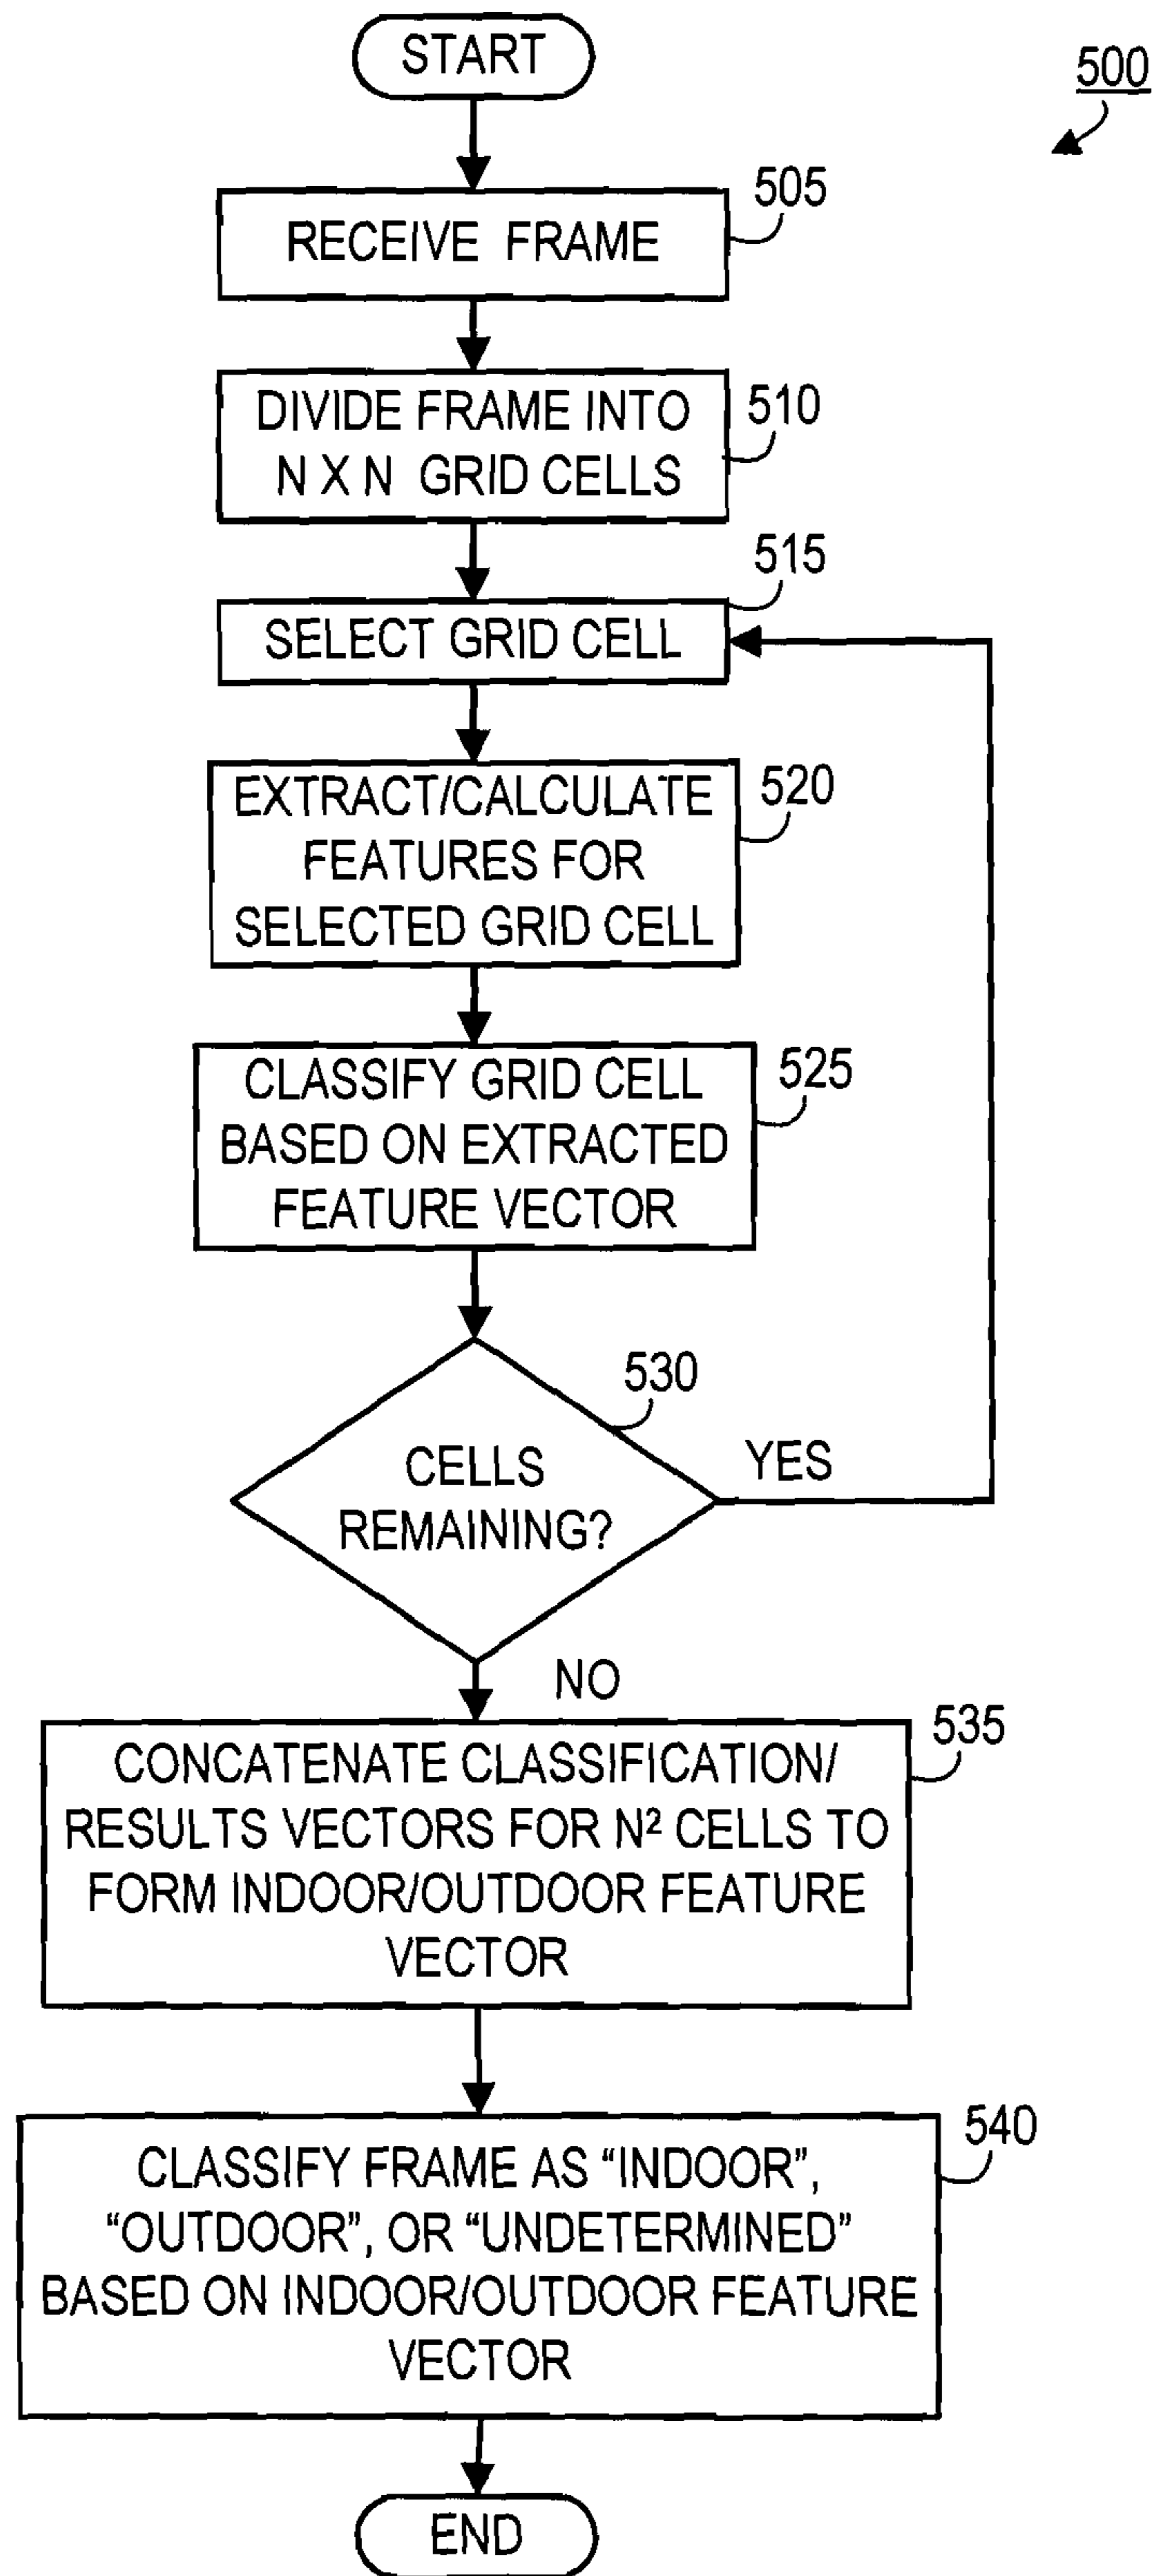 START
500
505
RECEIVE FRAME
DIVIDE FRAME INTO
N X N GRID CELLS
510
515
SELECT GRID CELL
EXTRACT/CALCULATE
FEATURES FOR
SELECTED GRID CELL
520
CLASSIFY GRID CELL
BASED ON EXTRACTED
FEATURE VECTOR
525
530
CELLS
REMAINING?
YES
NO
535
CONCATENATE CLASSIFICATION/
RESULTS VECTORS FOR N² CELLS TO
FORM INDOOR/OUTDOOR FEATURE
VECTOR
540
CLASSIFY FRAME AS “INDOOR”,
“OUTDOOR”, OR “UNDETERMINED”
BASED ON INDOOR/OUTDOOR FEATURE
VECTOR
END